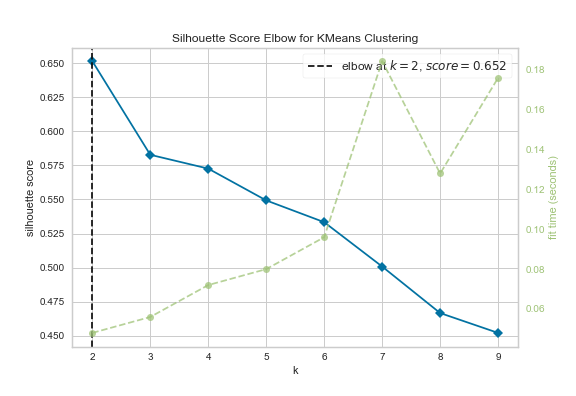 Silhouette Score Elbow for KMeans Clustering
elbow at k = 2, score = 0.652
silhouette score
0.650
0.625
0.600
0.575
0.550
0.525
0.500
0.475
0.450
0.18
0.16
0.14
0.12
0.10
0.08
0.06
fit time (seconds)
2 3 4 5 6 7 8 9
k